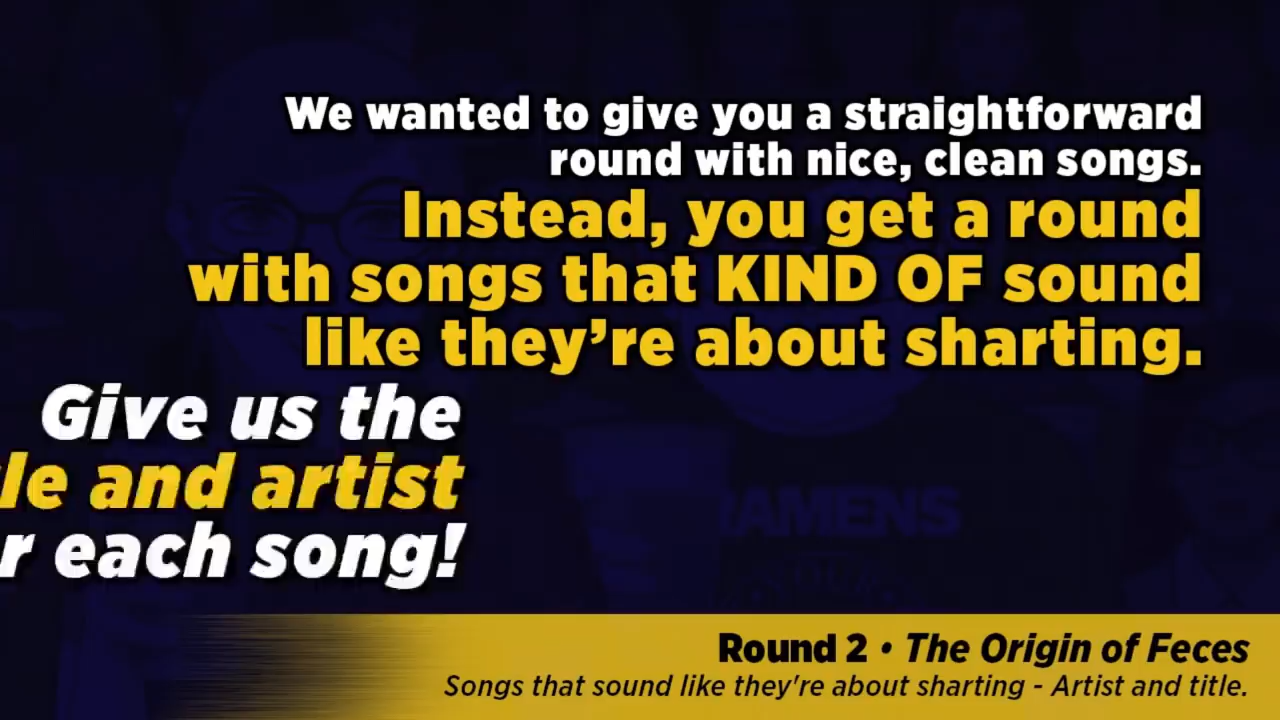 We wanted to give you a straightforward
round with nice, clean songs.
Instead, you get a round
with songs that KIND OF sound
like they're about sharting.
Give us the
le and artist
r each song!
Round 2 • The Origin of Feces
Songs that sound like they're about sharting - Artist and title.